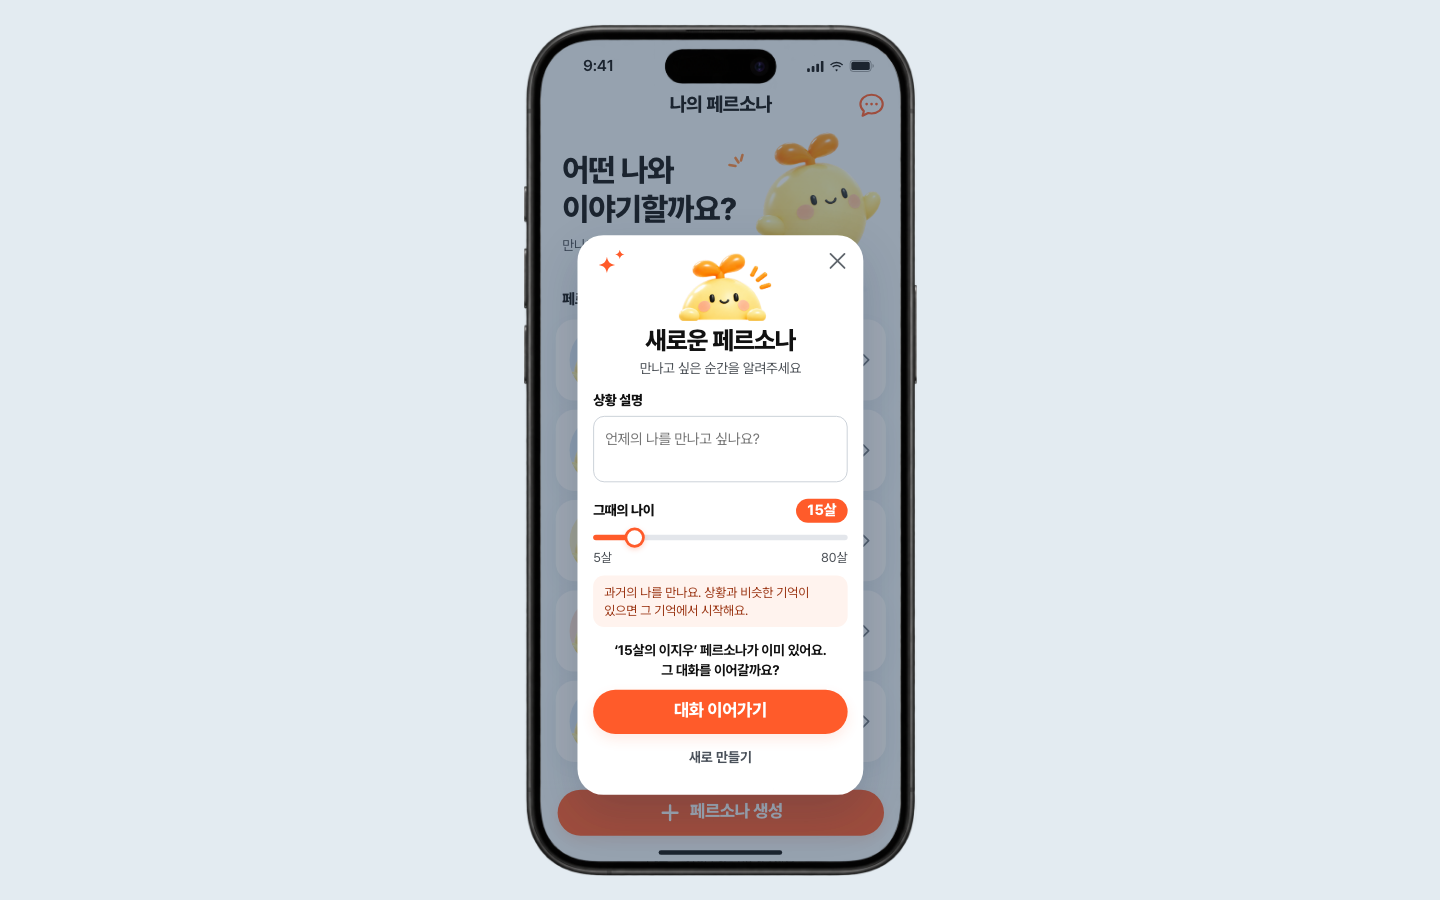 9:41
나의 페르소나
어떤 나와
이야기할까요?
만나
페르
새로운 페르소나
만나고 싶은 순간을 알려주세요
상황 설명
언제의 나를 만나고 싶나요?
그때의 나이
15살
5살
80살
과거의 나를 만나요. 상황과 비슷한 기억이
있으면 그 기억에서 시작해요.
‘15살의 이지우’ 페르소나가 이미 있어요.
그 대화를 이어갈까요?
대화 이어가기
새로 만들기
페르소나 생성